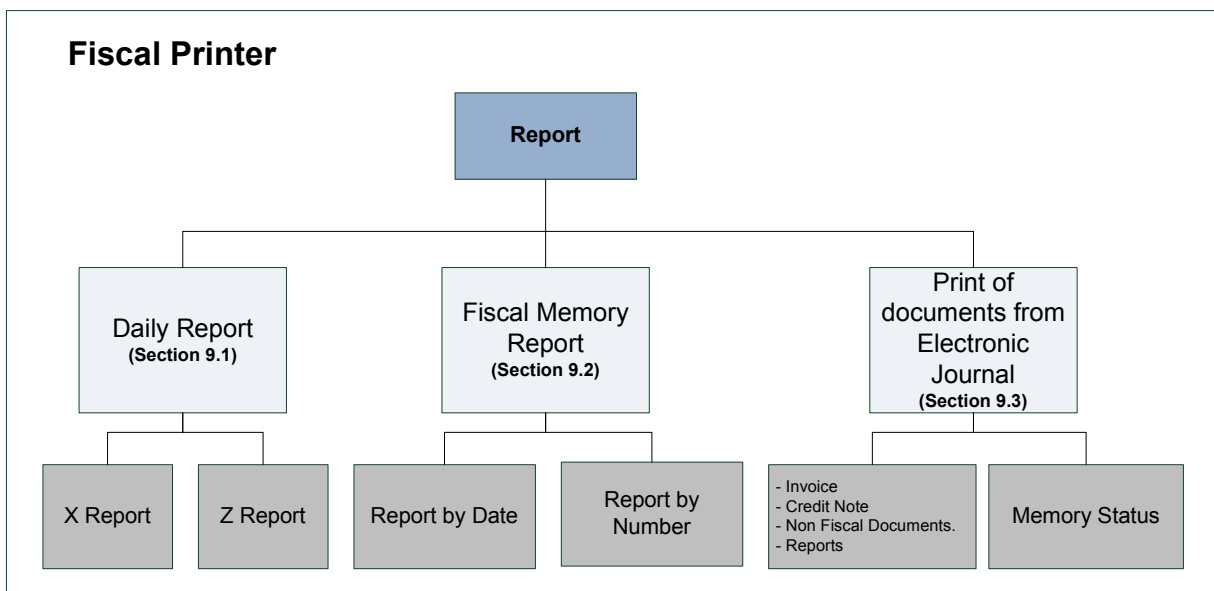 Fiscal Printer
Report
Daily Report
(Section 9.1)
Fiscal Memory
Report
(Section 9.2)
Print of
documents from
Electronic
Journal
(Section 9.3)
X Report
Z Report
Report by Date
Report by
Number
- Invoice
- Credit Note
- Non Fiscal Documents.
- Reports
Memory Status